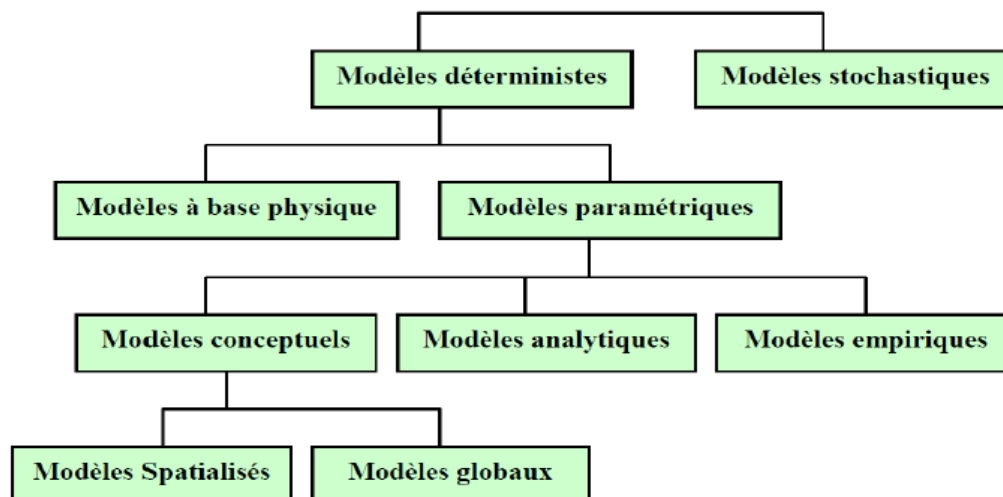 Modèles déterministes
Modèles stochastiques
Modèles à base physique
Modèles paramétriques
Modèles conceptuels
Modèles analytiques
Modèles empiriques
Modèles Spatialisés
Modèles globaux